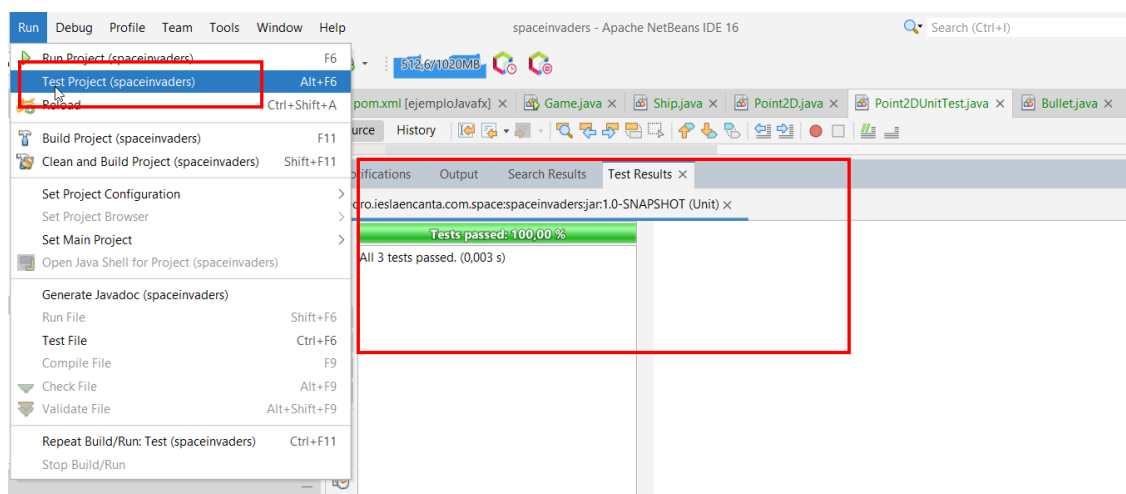 Run Debug Profile Team Tools Window Help spaceinvaders - Apache NetBeans IDE 16 Search (Ctrl+I)
Run Project (spaceinvaders) F6
512,6/1020MB
Test Project (spaceinvaders) Alt+F6
Reload Ctrl+Shift+A
pom.xml [ejemploJavafx] Game.java Ship.java Point2D.java Point2DUnitTest.java Bullet.java
Build Project (spaceinvaders) F11
urce History
Clean and Build Project (spaceinvaders) Shift+F11
otifications Output Search Results Test Results
Set Project Configuration
dro.ieslaencanta.com.space:spaceinvaders:jar:1.0-SNAPSHOT (Unit)
Set Project Browser
Tests passed: 100,00 %
Set Main Project
All 3 tests passed. (0,003 s)
Open Java Shell for Project (spaceinvaders)
Generate Javadoc (spaceinvaders)
Run File Shift+F6
Test File Ctrl+F6
Compile File F9
Check File Alt+F9
Validate File Alt+Shift+F9
Repeat Build/Run: Test (spaceinvaders) Ctrl+F11
Stop Build/Run